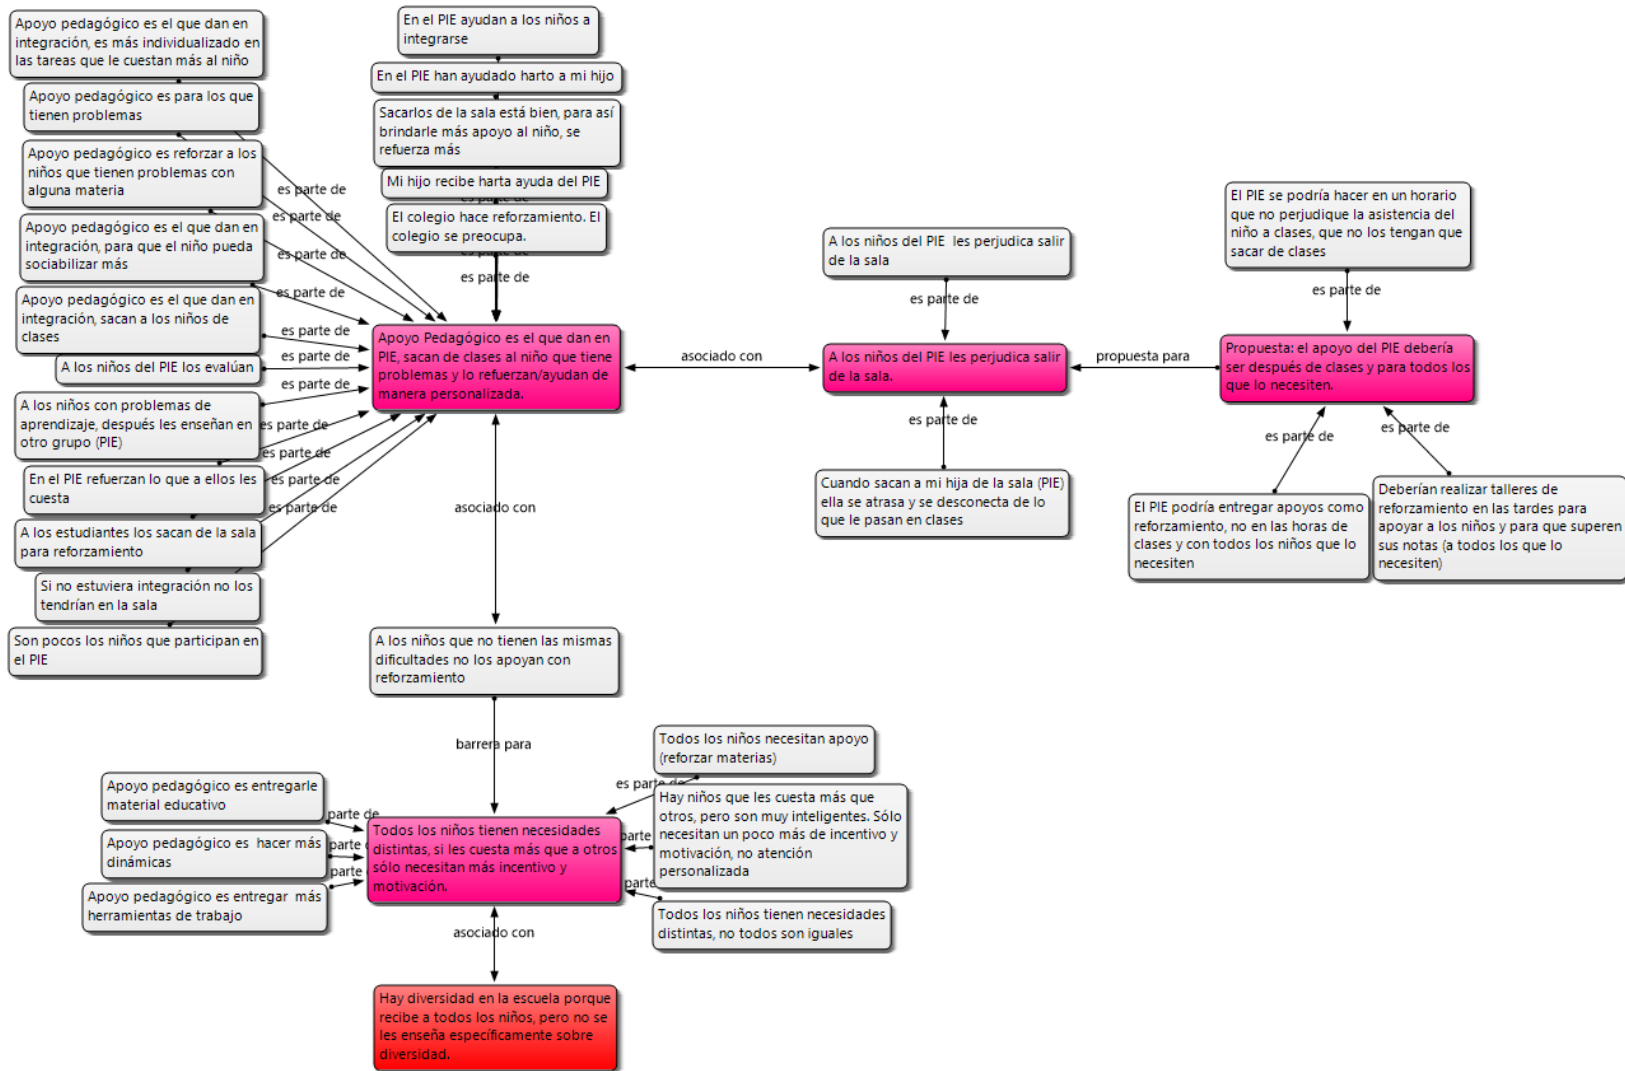 Apoyo pedagógico es el que dan en
integración, es más individualizado en
las tareas que le cuestan más al niño
Apoyo pedagógico es para los que
tienen problemas
Apoyo pedagógico es reforzar a los
niños que tienen problemas con
alguna materia
Apoyo pedagógico es el que dan en
integración, para que el niño pueda
sociabilizar más
Apoyo pedagógico es el que dan en
integración, sacan a los niños de
clases
A los niños del PIE los evalúan
A los niños con problemas de
aprendizaje, después les enseñan en
otro grupo (PIE)
En el PIE refuerzan lo que a ellos les
cuesta
A los estudiantes los sacan de la sala
para reforzamiento
Si no estuviera integración no los
tendrían en la sala
Son pocos los niños que participan en
el PIE
es parte de
es parte de
es parte de
es parte de
es parte de
es parte de
es parte de
es parte de
es parte de
es parte de
es parte de
En el PIE ayudan a los niños a
integrarse
En el PIE han ayudado harto a mi hijo
Sacarlos de la sala está bien, para así
brindarle más apoyo al niño, se
refuerza más
Mi hijo recibe harta ayuda del PIE
El colegio hace reforzamiento. El
colegio se preocupa.
es parte de
Apoyo Pedagógico es el que dan en
PIE, sacan de clases al niño que tiene
problemas y lo refuerzan/ayudan de
manera personalizada.
asociado con
A los niños del PIE  les perjudica salir
de la sala
es parte de
A los niños del PIE les perjudica salir
de la sala.
es parte de
Cuando sacan a mi hija de la sala (PIE)
ella se atrasa y se desconecta de lo
que le pasan en clases
propuesta para
El PIE se podría hacer en un horario
que no perjudique la asistencia del
niño a clases, que no los tengan que
sacar de clases
es parte de
Propuesta: el apoyo del PIE debería
ser después de clases y para todos los
que lo necesiten.
es parte de
es parte de
El PIE podría entregar apoyos como
reforzamiento, no en las horas de
clases y con todos los niños que lo
necesiten
Deberían realizar talleres de
reforzamiento en las tardes para
apoyar a los niños y para que superen
sus notas (a todos los que lo
necesiten)
asociado con
A los niños que no tienen las mismas
dificultades no los apoyan con
reforzamiento
barrera para
Apoyo pedagógico es entregarle
material educativo
Apoyo pedagógico es  hacer más
dinámicas
Apoyo pedagógico es entregar  más
herramientas de trabajo
parte de
parte
parte
Todos los niños tienen necesidades
distintas, si les cuesta más que a otros
sólo necesitan más incentivo y
motivación.
es parte de
parte
parte
Todos los niños necesitan apoyo
(reforzar materias)
Hay niños que les cuesta más que
otros, pero son muy inteligentes. Sólo
necesitan un poco más de incentivo y
motivación, no atención
personalizada
Todos los niños tienen necesidades
distintas, no todos son iguales
asociado con
Hay diversidad en la escuela porque
recibe a todos los niños, pero no se
les enseña específicamente sobre
diversidad.